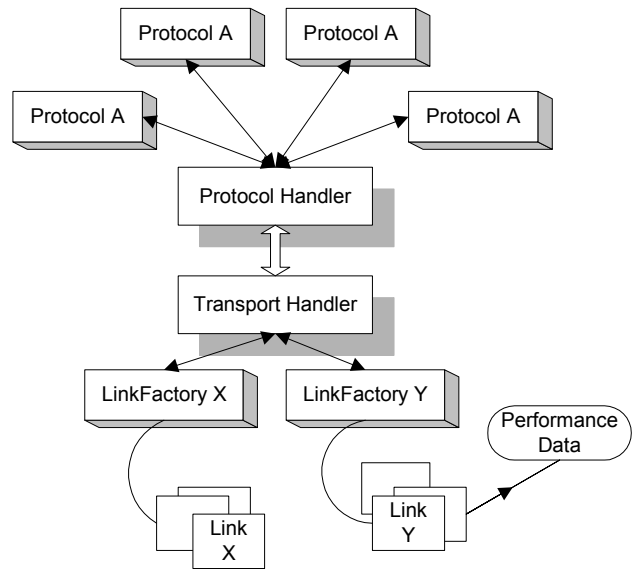 Protocol A
Protocol A
Protocol A
Protocol A
Protocol Handler
Transport Handler
LinkFactory X
LinkFactory Y
Performance
Data
Link
X
Link
Y